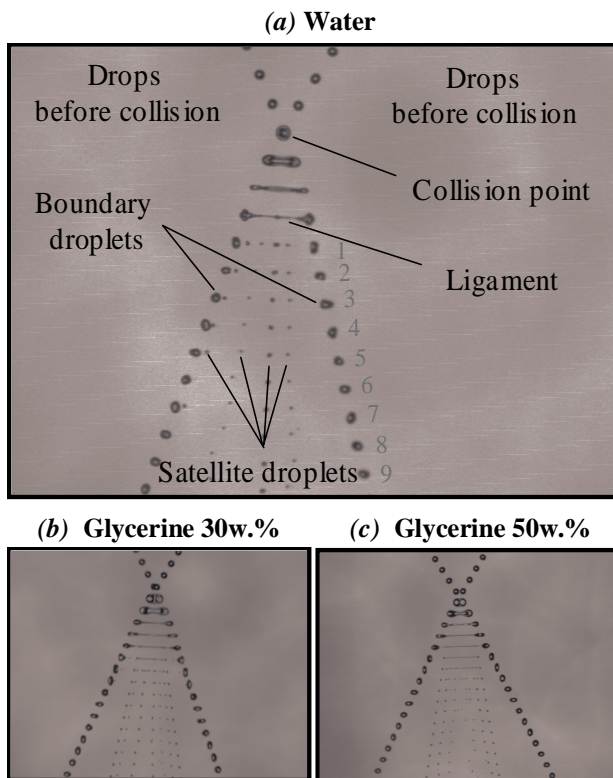 (a) Water
Drops
before collision
Drops
before collision
Collision point
Boundary
droplets
Ligament
1
2
3
4
5
6
7
8
9
Satellite droplets
(b) Glycerine 30w.%
(c) Glycerine 50w.%